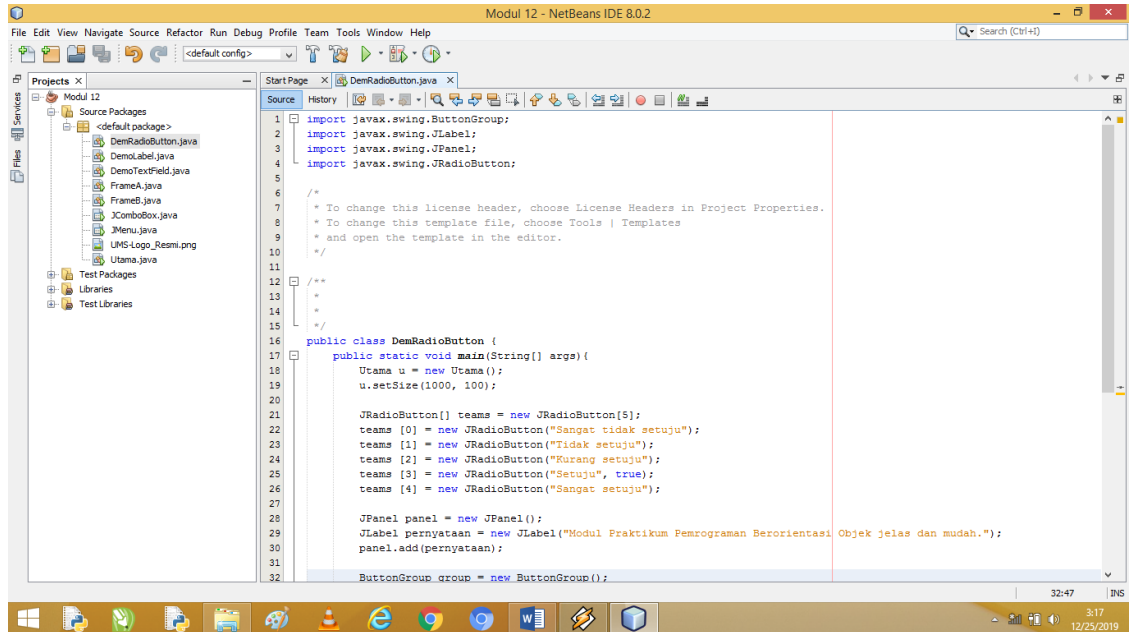 Modul 12 - NetBeans IDE 8.0.2
File Edit View Navigate Source Refactor Run Debug Profile Team Tools Window Help
Search (Ctrl+I)
<default config>
Services
Files
Projects
Modul 12
Source Packages
<default package>
DemRadioButton.java
DemoLabel.java
DemoTextField.java
FrameA.java
FrameB.java
JComboBox.java
JMenu.java
UMS-Logo_Resmi.png
Utama.java
Test Packages
Libraries
Test Libraries
Start Page DemRadioButton.java
Source History
1 import javax.swing.ButtonGroup;
2 import javax.swing.JLabel;
3 import javax.swing.JPanel;
4 import javax.swing.JRadioButton;
5
6 /*
7 * To change this license header, choose License Headers in Project Properties.
8 * To change this template file, choose Tools | Templates
9 * and open the template in the editor.
10 */
11
12 /**
13 *
14 *
15 */
16 public class DemRadioButton {
17 public static void main(String[] args){
18 Utama u = new Utama();
19 u.setSize(1000, 100);
20
21 JRadioButton[] teams = new JRadioButton[5];
22 teams [0] = new JRadioButton("Sangat tidak setuju");
23 teams [1] = new JRadioButton("Tidak setuju");
24 teams [2] = new JRadioButton("Kurang setuju");
25 teams [3] = new JRadioButton("Setuju", true);
26 teams [4] = new JRadioButton("Sangat setuju");
27
28 JPanel panel = new JPanel();
29 JLabel pernyataan = new JLabel("Modul Praktikum Pemrograman Berorientasi Objek jelas dan mudah.");
30 panel.add(pernyataan);
31
32 ButtonGroup group = new ButtonGroup();
32:47 INS
3:17
12/25/2019